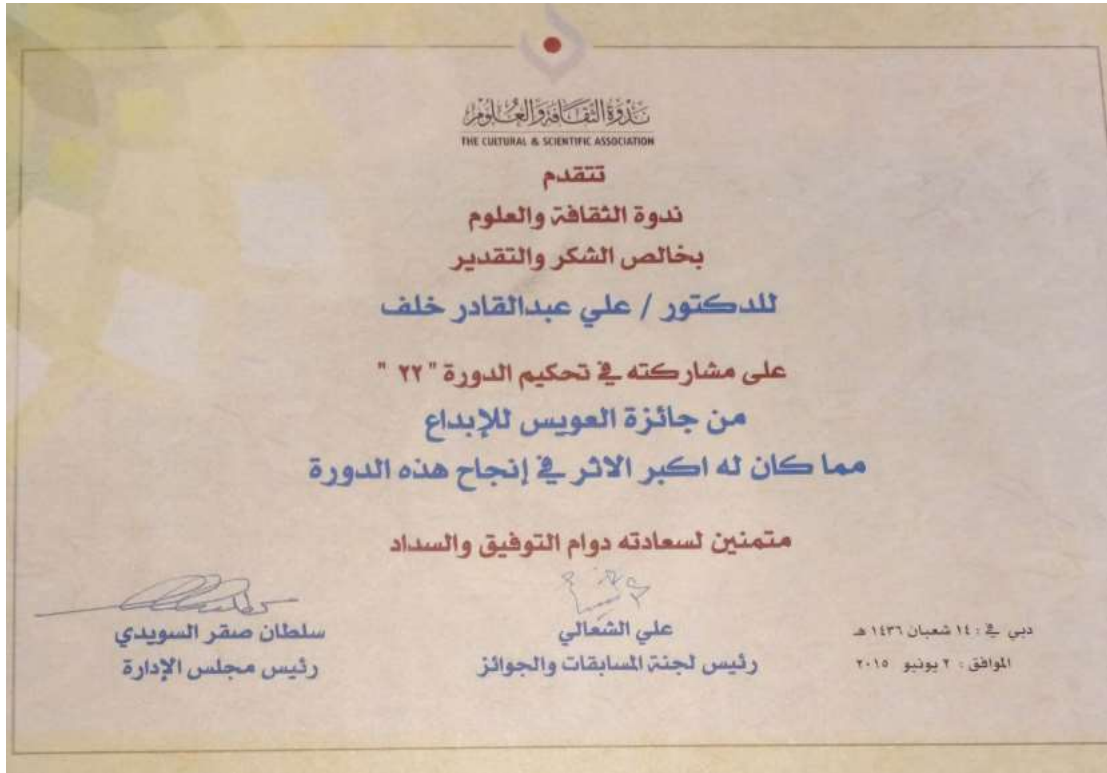 ندوة الثقافة والعلوم
THE CULTURAL & SCIENTIFIC ASSOCIATION
تتقدم
ندوة الثقافة والعلوم
بخالص الشكر والتقدير
للدكتور / علي عبدالقادر خلف
على مشاركته في تحكيم الدورة " ٢٢ "
من جائزة العويس للإبداع
مما كان له اكبر الاثر في إنجاح هذه الدورة
متمنين لسعادته دوام التوفيق والسداد
دبي في : ١٤ شعبان ١٤٣٦ هـ
الموافق : ٢ يونيو ٢٠١٥
علي الشعالي
رئيس لجنة المسابقات والجوائز
سلطان صقر السويدي
رئيس مجلس الإدارة